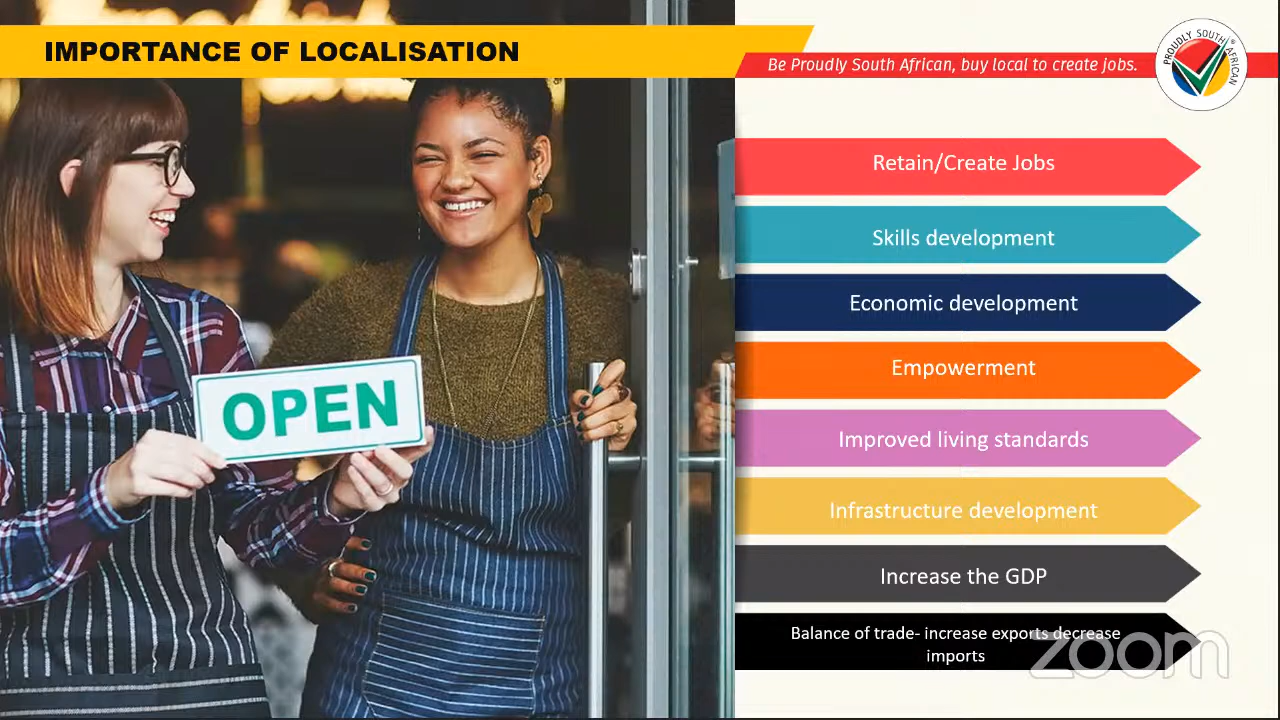 IMPORTANCE OF LOCALISATION
Be Proudly South African, buy local to create jobs.
PROUDLY SOUTH AFRICAN
Retain/Create Jobs
Skills development
Economic development
Empowerment
Improved living standards
Infrastructure development
Increase the GDP
Balance of trade- increase exports decrease
imports
OPEN
zoom